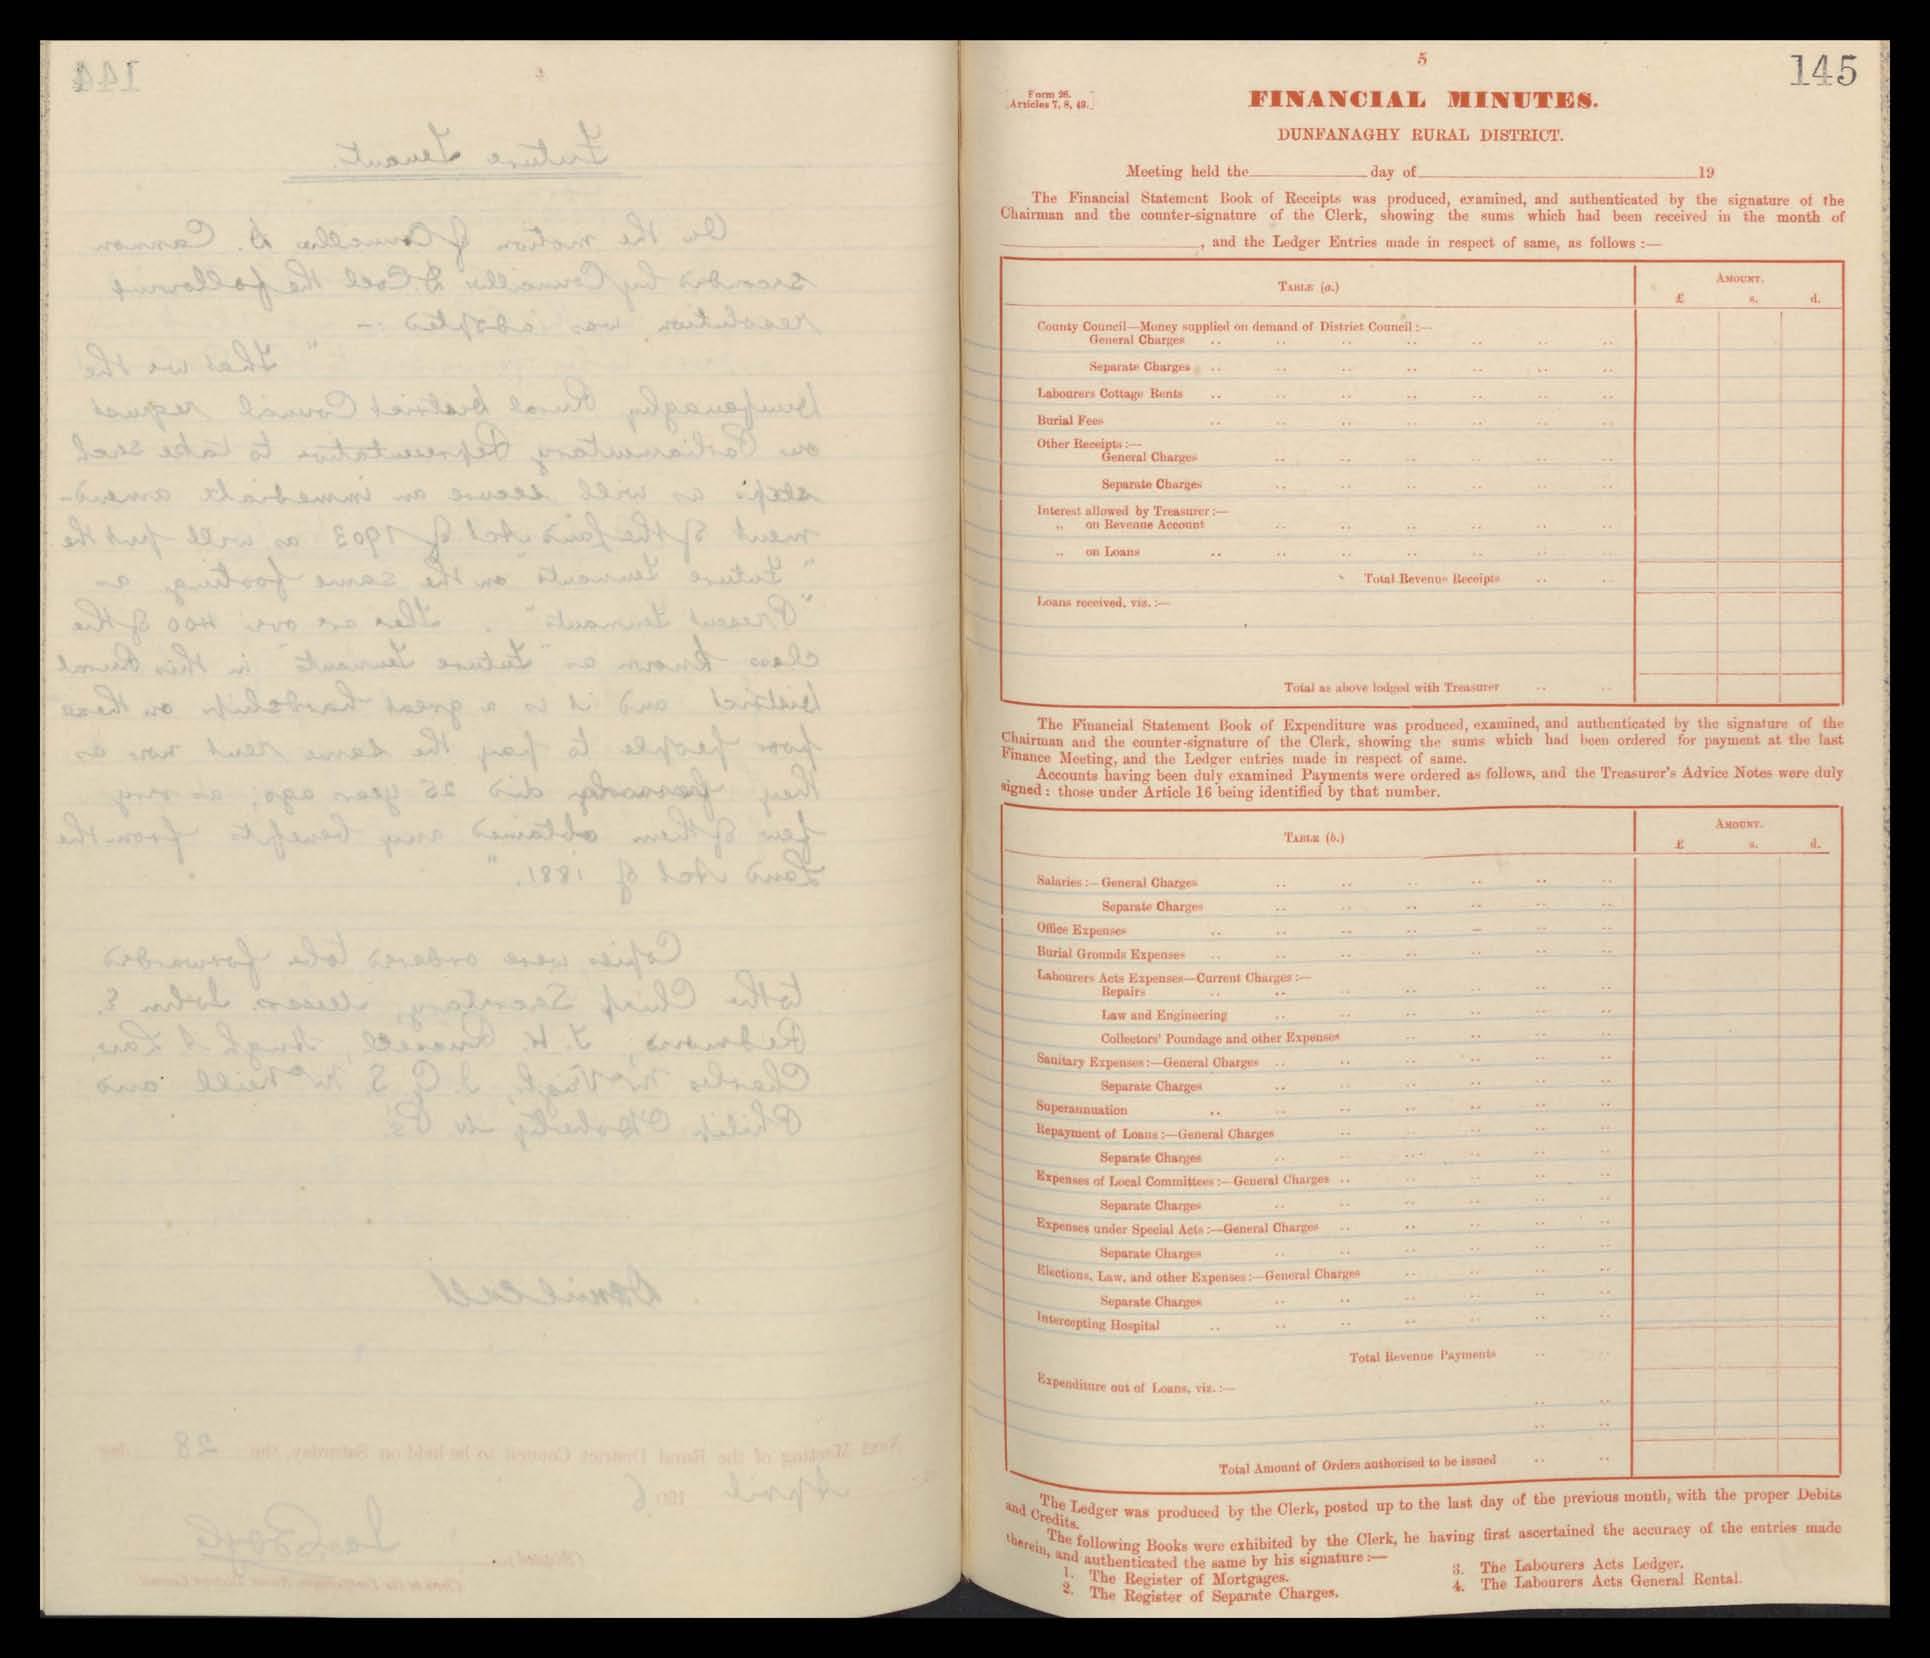 144
4
Future Tenant.
On the motion of Councillor D. Cannon
seconded by Councillor D Coll the following
resolution was adopted :-
"That we the
Dunfanaghy Rural District Council request
our Parliamentary Representative to take such
steps as will secure an immediate amend-
ment of the Land Act of 1903 as will put the
"Future Tenants on the same footing as
"Present Tennants". There are over 400 of the
class known as "Future Tennants" in this Rural
District and it is a great hardship on these
poor people to pay the same rent now as
they did 25 years ago; as very
few of them obtained any benefits from the
Land Act of 1881."
Copies were ordered to be forwarded
to the Chief Secretary, Messrs John E.
Redmond, T. W. Russell, Hugh A Law,
Charles McVeigh, J. G. S. McNeill and
Philip O'Doherty M Ps
Daniel Coll
Next Meeting of the Rural District Council to be held on Saturday, the 28 day
April 190 6
(Signed)
Clerk of the Dunfanaghy Rural District Council
5
145
Form 26.
Articles 7, 8, 49.
FINANCIAL MINUTES.
DUNFANAGHY RURAL DISTRICT.
Meeting held the day of 19
The Financial Statement Book of Receipts was produced, examined, and authenticated by the signature of the
Chairman and the counter-signature of the Clerk, showing the sums which had been received in the month of
, and the Ledger Entries made in respect of same, as follows :—
TABLE (a.) AMOUNT.
£ s. d.
County Council—Money supplied on demand of District Council :—
General Charges
Separate Charges
Labourers Cottage Rents
Burial Fees
Other Receipts :—
General Charges
Separate Charges
Interest allowed by Treasurer :—
„ on Revenue Account
„ on Loans
Total Revenue Receipts
Loans received, viz. :—
Total as above lodged with Treasurer
The Financial Statement Book of Expenditure was produced, examined, and authenticated by the signature of the
Chairman and the counter-signature of the Clerk, showing the sums which had been ordered for payment at the last
Finance Meeting, and the Ledger entries made in respect of same.
Accounts having been duly examined Payments were ordered as follows, and the Treasurer's Advice Notes were duly
signed : those under Article 16 being identified by that number.
TABLE (b.) AMOUNT.
£ s. d.
Salaries :—General Charges
Separate Charges
Office Expenses
Burial Grounds Expenses
Labourers Acts Expenses—Current Charges :—
Repairs
Law and Engineering
Collectors' Poundage and other Expenses
Sanitary Expenses :—General Charges
Separate Charges
Superannuation
Repayment of Loans :—General Charges
Separate Charges
Expenses of Local Committees :—General Charges
Separate Charges
Expenses under Special Acts :—General Charges
Separate Charges
Elections, Law, and other Expenses :—General Charges
Separate Charges
Intercepting Hospital
Total Revenue Payments
Expenditure out of Loans, viz. :—
Total Amount of Orders authorised to be issued
The Ledger was produced by the Clerk, posted up to the last day of the previous month, with the proper Debits
and Credits.
The following Books were exhibited by the Clerk, he having first ascertained the accuracy of the entries made
therein, and authenticated the same by his signature :—
1. The Register of Mortgages.
2. The Register of Separate Charges.
3. The Labourers Acts Ledger.
4. The Labourers Acts General Rental.